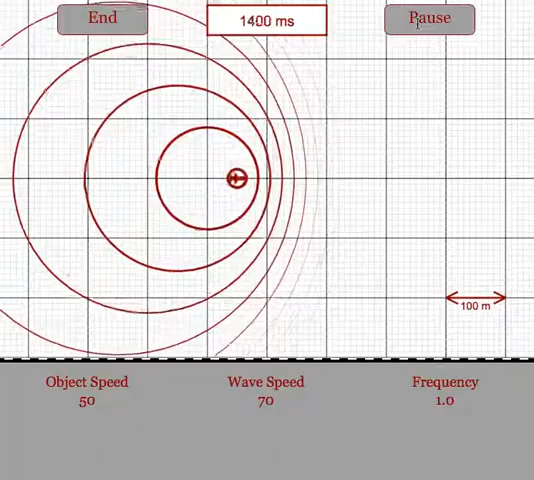 End
1400 ms
Pause
100 m
Object Speed
Wave Speed
Frequency
50
70
1.0